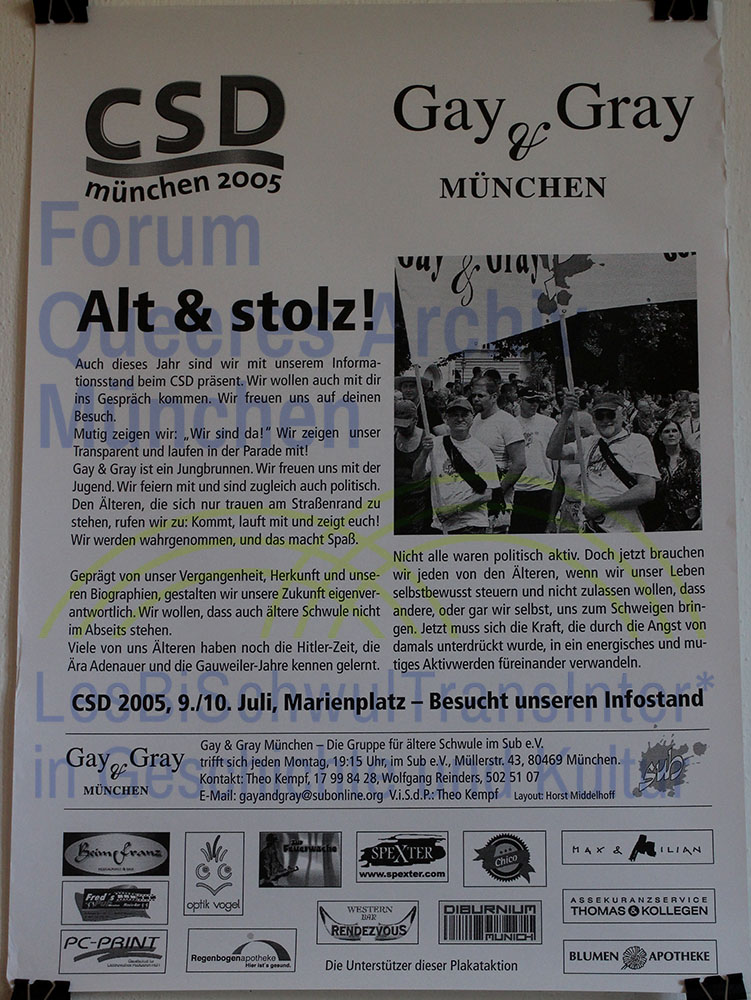 CSD
münchen 2005
Gay & Gray
MÜNCHEN
Forum
Queeres Archiv
München
LesBiSchwulTransInter*
in Geschichte und Kultur
Alt & stolz!
Auch dieses Jahr sind wir mit unserem Informa-
tionsstand beim CSD präsent. Wir wollen auch mit dir
ins Gespräch kommen. Wir freuen uns auf deinen
Besuch.
Mutig zeigen wir: „Wir sind da!" Wir zeigen unser
Transparent und laufen in der Parade mit!
Gay & Gray ist ein Jungbrunnen. Wir freuen uns mit der
Jugend. Wir feiern mit und sind zugleich auch politisch.
Den Älteren, die sich nur trauen am Straßenrand zu
stehen, rufen wir zu: Kommt, lauft mit und zeigt euch!
Wir werden wahrgenommen, und das macht Spaß.
Geprägt von unser Vergangenheit, Herkunft und unse-
ren Biographien, gestalten wir unsere Zukunft eigenver-
antwortlich. Wir wollen, dass auch ältere Schwule nicht
im Abseits stehen.
Viele von uns Älteren haben noch die Hitler-Zeit, die
Ära Adenauer und die Gauweiler-Jahre kennen gelernt.
Gay & Gray
Nicht alle waren politisch aktiv. Doch jetzt brauchen
wir jeden von den Älteren, wenn wir unser Leben
selbstbewusst steuern und nicht zulassen wollen, dass
andere, oder gar wir selbst, uns zum Schweigen brin-
gen. Jetzt muss sich die Kraft, die durch die Angst von
damals unterdrückt wurde, in ein energisches und mu-
tiges Aktivwerden füreinander verwandeln.
CSD 2005, 9./10. Juli, Marienplatz – Besucht unseren Infostand
Gay & Gray
MÜNCHEN
Gay & Gray München – Die Gruppe für ältere Schwule im Sub e.V.
trifft sich jeden Montag, 19:15 Uhr, im Sub e.V., Müllerstr. 43, 80469 München.
Kontakt: Theo Kempf, 17 99 84 28, Wolfgang Reinders, 502 51 07
E-Mail: gayandgray@subonline.org V.i.S.d.P.: Theo Kempf Layout: Horst Middelhoff
sub
Beim Franz
optik vogel
Zur Feuerwache
SPEXTER
www.spexter.com
Chico
MAX & MILIAN
Fred's
WESTERN
BAR
RENDEZVOUS
DIBURNIUM
MUNICH
ASSEKURANZSERVICE
THOMAS & KOLLEGEN
PC-PRINT
Regenbogenapotheke
Hier is's gesund.
Die Unterstützer dieser Plakataktion
BLUMEN APOTHEKE